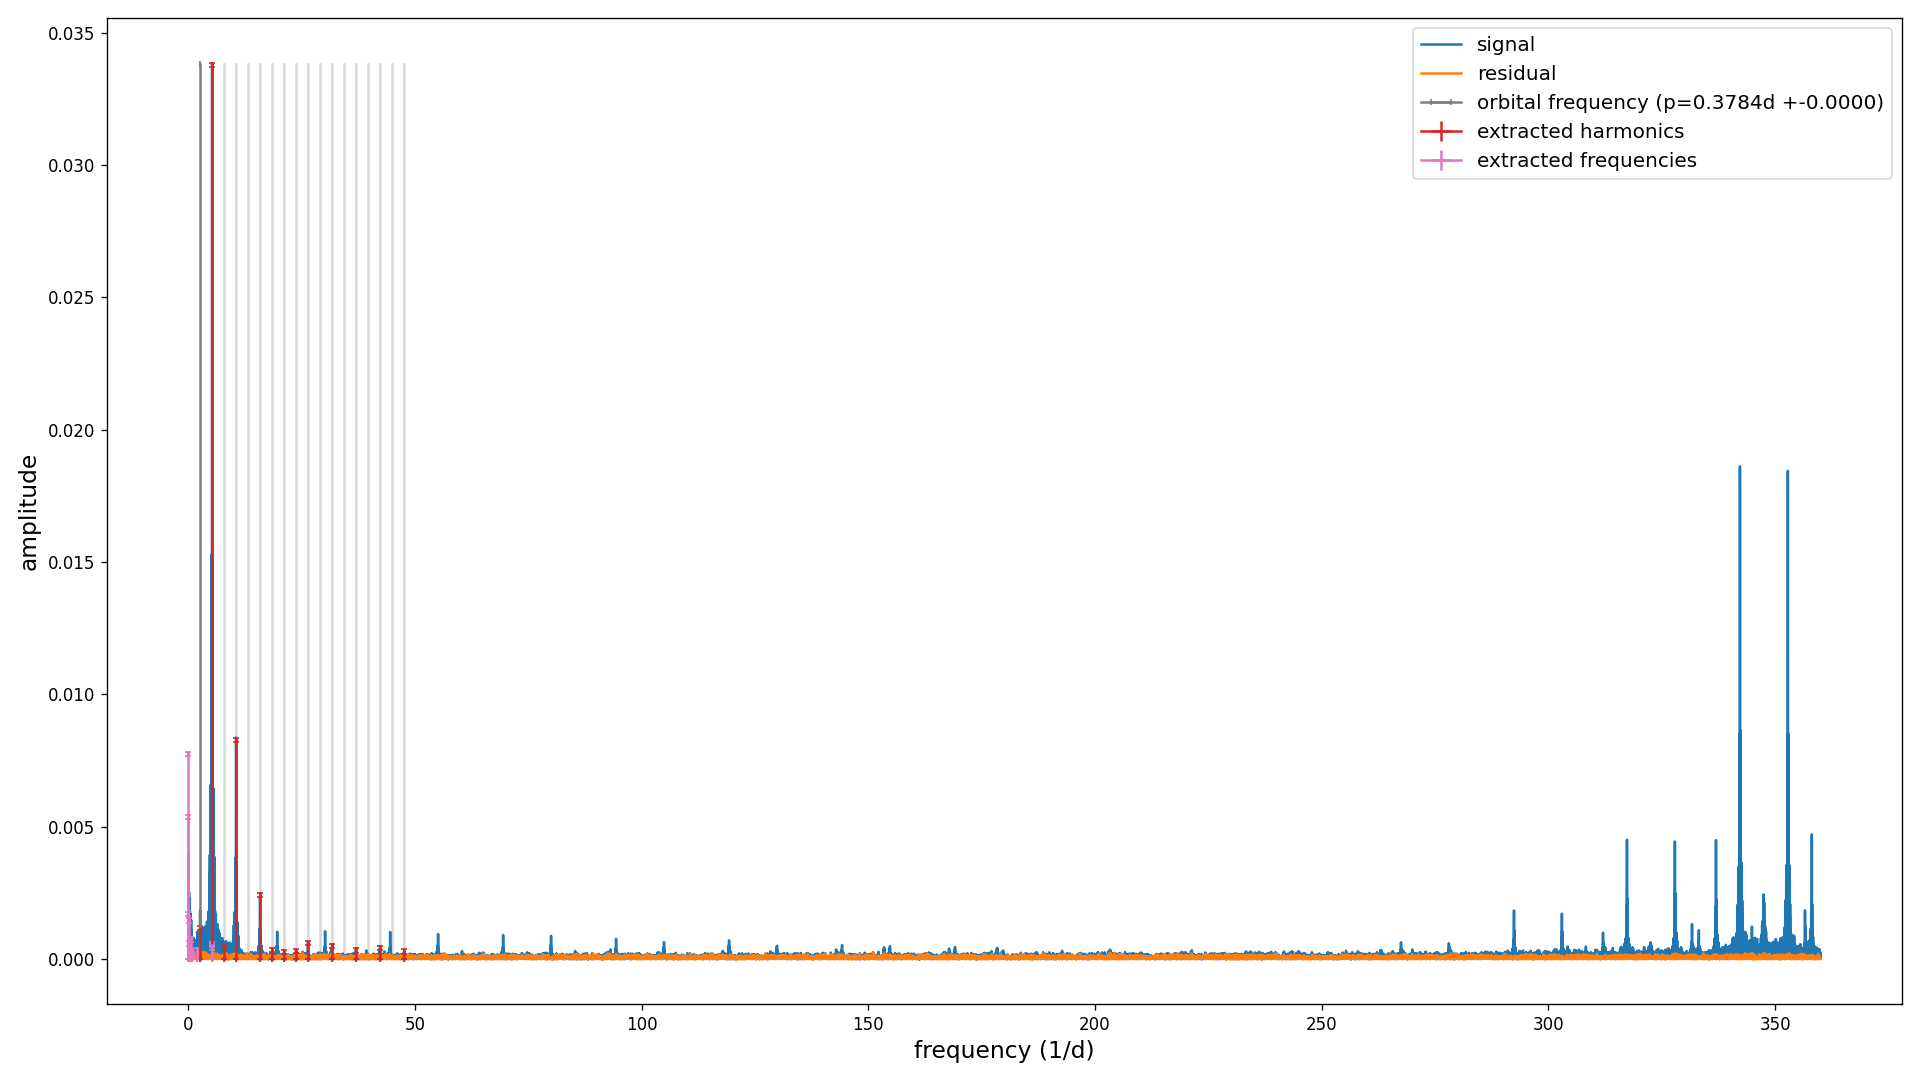 0.035
0.030
0.025
0.020
0.015
0.010
0.005
0.000
amplitude
signal
residual
orbital frequency (p=0.3784d +-0.0000)
extracted harmonics
extracted frequencies
0 50 100 150 200 250 300 350
frequency (1/d)